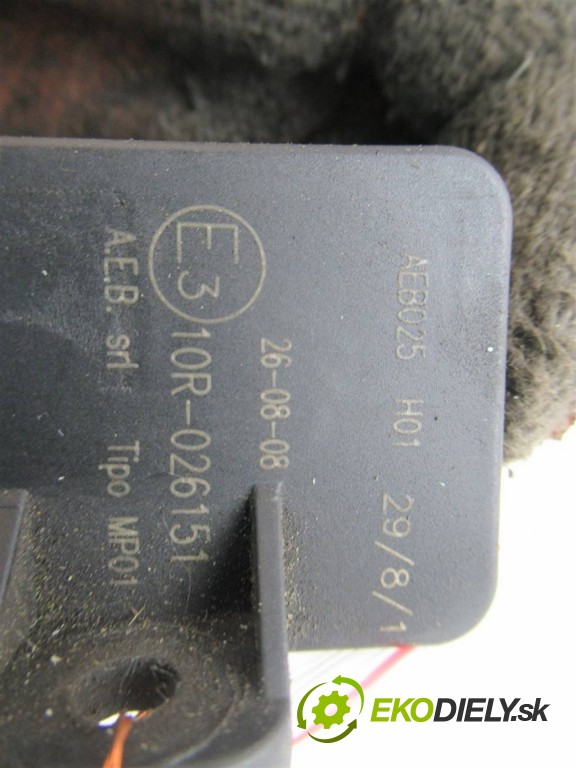 AEB025 H01 29/8/1
26-08-08
E3 10R-026151
A.E.B. srl Tipo MP01
EKODIELY.sk